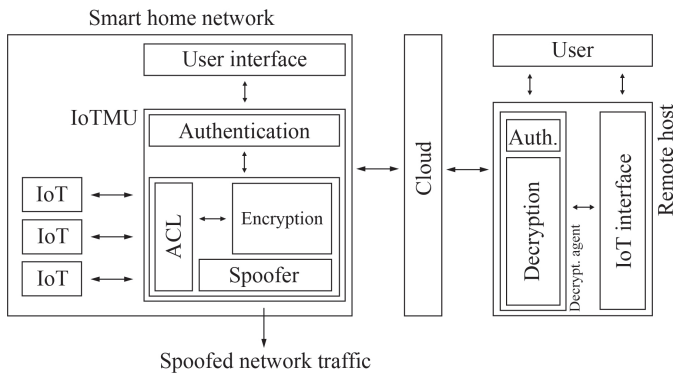 Smart home network
User interface
IoTMU
Authentication
IoT
IoT
IoT
ACL
Encryption
Spoofer
Spoofed network traffic
Cloud
User
Auth.
Decryption
Decrypt. agent
IoT interface
Remote host